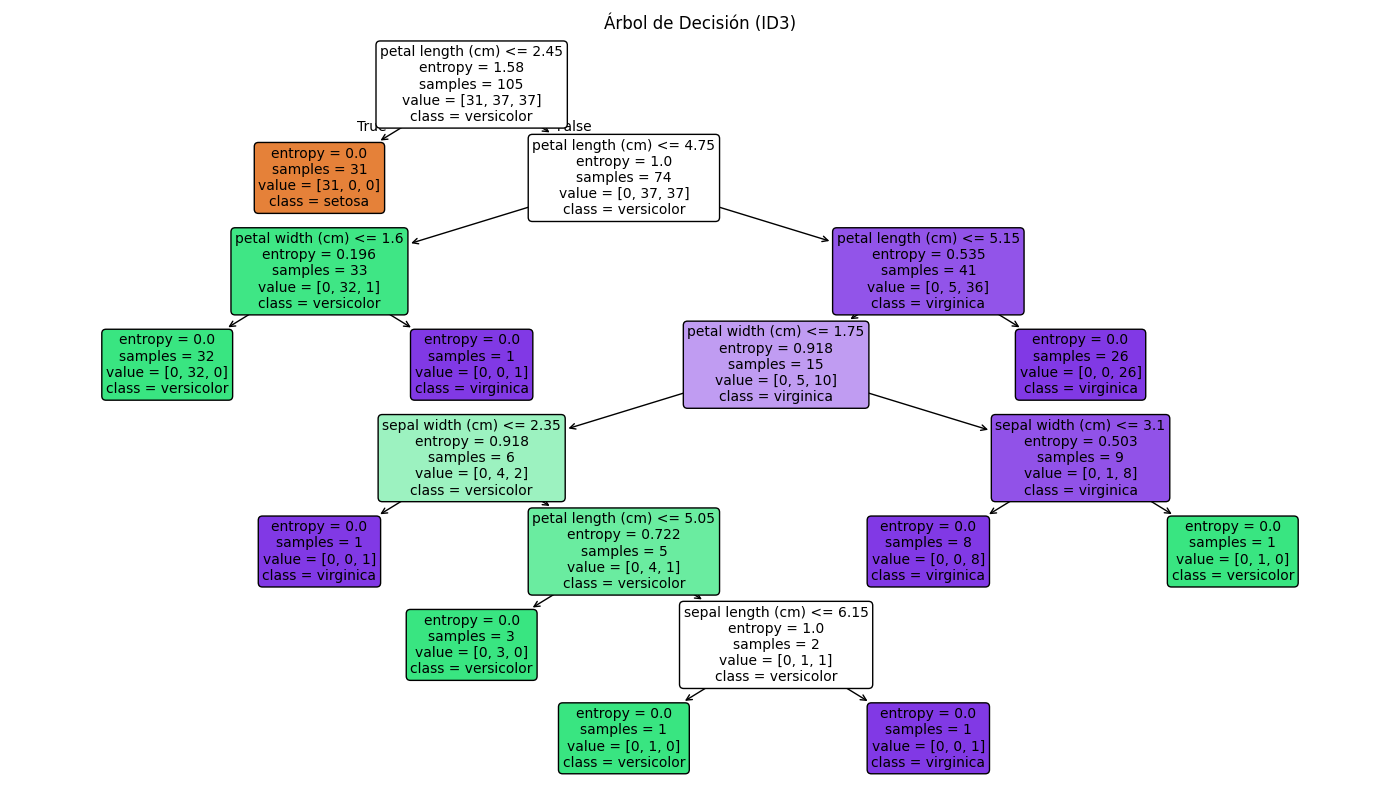 Árbol de Decisión (ID3)
petal length (cm) <= 2.45
entropy = 1.58
samples = 105
value = [31, 37, 37]
class = versicolor
True
False
entropy = 0.0
samples = 31
value = [31, 0, 0]
class = setosa
petal length (cm) <= 4.75
entropy = 1.0
samples = 74
value = [0, 37, 37]
class = versicolor
petal width (cm) <= 1.6
entropy = 0.196
samples = 33
value = [0, 32, 1]
class = versicolor
petal length (cm) <= 5.15
entropy = 0.535
samples = 41
value = [0, 5, 36]
class = virginica
entropy = 0.0
samples = 32
value = [0, 32, 0]
class = versicolor
entropy = 0.0
samples = 1
value = [0, 0, 1]
class = virginica
petal width (cm) <= 1.75
entropy = 0.918
samples = 15
value = [0, 5, 10]
class = virginica
entropy = 0.0
samples = 26
value = [0, 0, 26]
class = virginica
sepal width (cm) <= 2.35
entropy = 0.918
samples = 6
value = [0, 4, 2]
class = versicolor
sepal width (cm) <= 3.1
entropy = 0.503
samples = 9
value = [0, 1, 8]
class = virginica
entropy = 0.0
samples = 1
value = [0, 0, 1]
class = virginica
petal length (cm) <= 5.05
entropy = 0.722
samples = 5
value = [0, 4, 1]
class = versicolor
entropy = 0.0
samples = 8
value = [0, 0, 8]
class = virginica
entropy = 0.0
samples = 1
value = [0, 1, 0]
class = versicolor
entropy = 0.0
samples = 3
value = [0, 3, 0]
class = versicolor
sepal length (cm) <= 6.15
entropy = 1.0
samples = 2
value = [0, 1, 1]
class = versicolor
entropy = 0.0
samples = 1
value = [0, 1, 0]
class = versicolor
entropy = 0.0
samples = 1
value = [0, 0, 1]
class = virginica